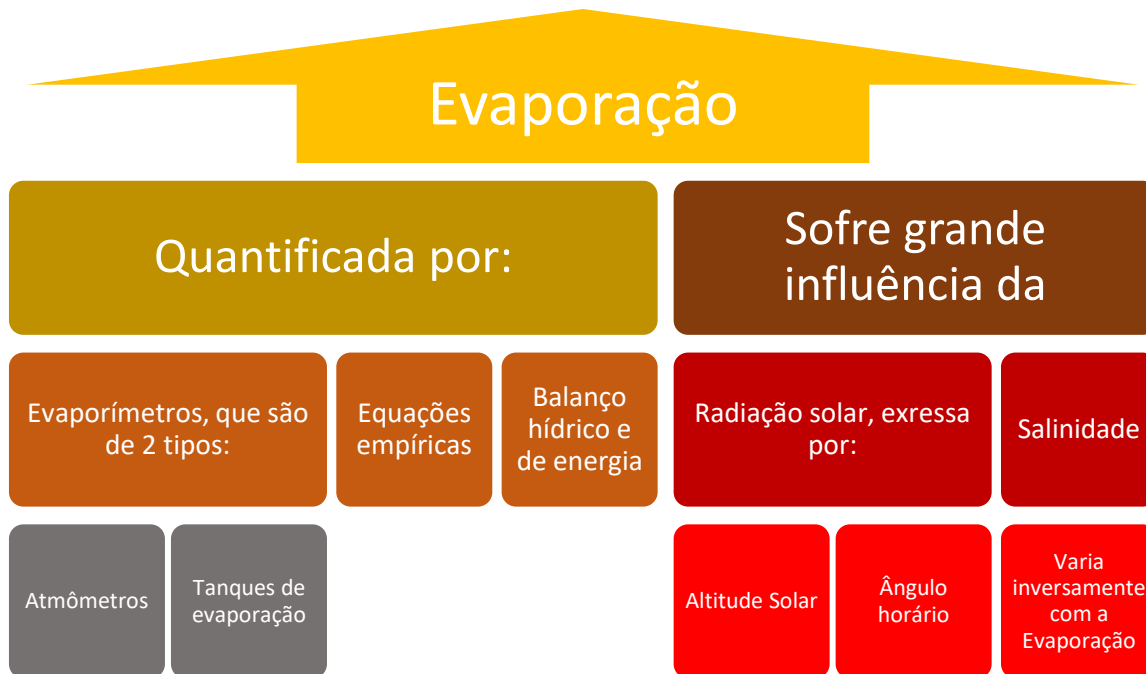 Evaporação
Quantificada por:
Sofre grande
influência da
Evaporímetros, que são
de 2 tipos:
Equações
empíricas
Balanço
hídrico e
de energia
Radiação solar, exressa
por:
Salinidade
Atmômetros
Tanques de
evaporação
Altitude Solar
Ângulo
horário
Varia
inversamente
com a
Evaporação